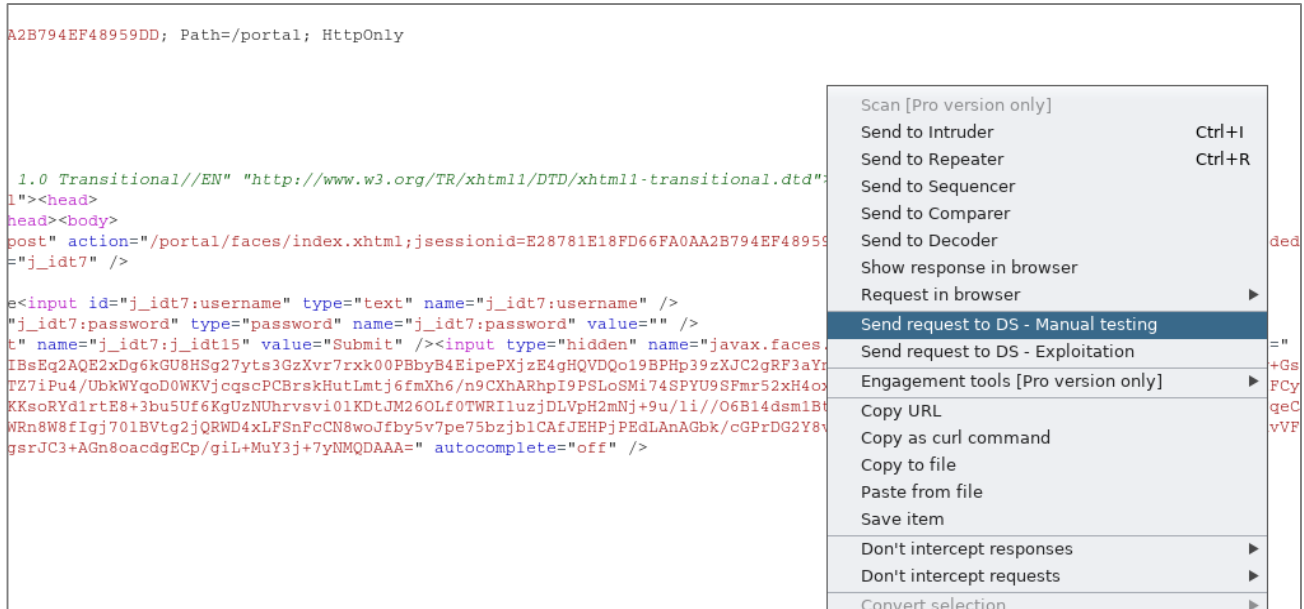 A2B794EF48959DD; Path=/portal; HttpOnly
1.0 Transitional//EN" "http://www.w3.org/TR/xhtml1/DTD/xhtml1-transitional.dtd">
l"><head>
head><body>
post" action="/portal/faces/index.xhtml;jsessionid=E28781E18FD66FA0AA2B794EF48959 ded
="j_idt7" />
e<input id="j_idt7:username" type="text" name="j_idt7:username" />
"j_idt7:password" type="password" name="j_idt7:password" value="" />
t" name="j_idt7:j_idt15" value="Submit" /><input type="hidden" name="javax.faces. ="
IBsEq2AQE2xDg6kGU8HSg27yts3GzXvr7rxk00PBbyB4EipePXjzE4gHQVDQo19BPHp39zXJC2gRF3aYn +Gs
TZ7iPu4/UbkWYqoD0WKVjcqscPCBrskHutLmtj6fmXh6/n9CXhARhpI9PSLoSMi74SPYU9SFmr52xH4ox FCy
KKsoRYd1rtE8+3bu5Uf6KgUzNUhrvsvi0lKDtJM26OLf0TWRIluzjDLVpH2mNj+9u/li//O6B14dsm1Bt qeC
WRn8W8fIgj701BVtg2jQRWD4xLFSnFcCN8woJfby5v7pe75bzjblCAfJEHPjPEdLAnAGbk/cGPrDG2Y8v vVF
gsrJC3+AGn8oacdgECp/giL+MuY3j+7yNMQDAAA=" autocomplete="off" />
Scan [Pro version only]
Send to Intruder Ctrl+I
Send to Repeater Ctrl+R
Send to Sequencer
Send to Comparer
Send to Decoder
Show response in browser
Request in browser
Send request to DS - Manual testing
Send request to DS - Exploitation
Engagement tools [Pro version only]
Copy URL
Copy as curl command
Copy to file
Paste from file
Save item
Don't intercept responses
Don't intercept requests
Convert selection